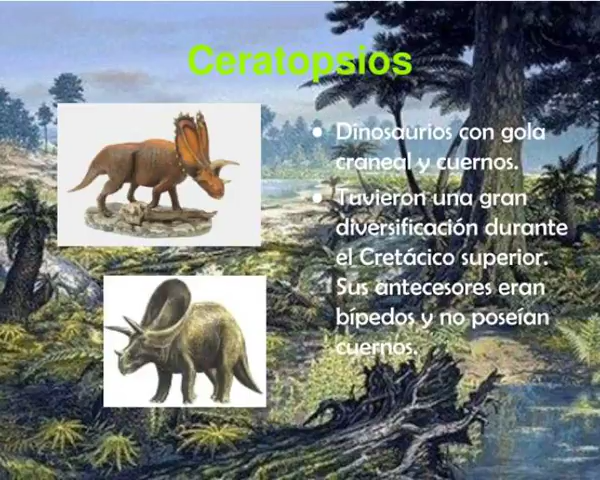 Ceratopsios
• Dinosaurios con gola
craneal y cuernos.
• Tuvieron una gran
diversificación durante
el Cretácico superior.
Sus antecesores eran
bípedos y no poseían
cuernos.